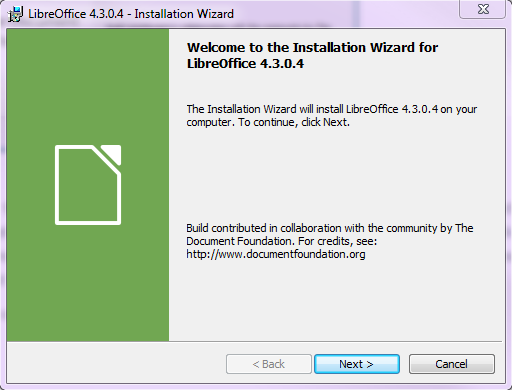 LibreOffice 4.3.0.4 - Installation Wizard
Welcome to the Installation Wizard for
LibreOffice 4.3.0.4
The Installation Wizard will install LibreOffice 4.3.0.4 on your
computer. To continue, click Next.
Build contributed in collaboration with the community by The
Document Foundation. For credits, see:
http://www.documentfoundation.org
< Back
Next >
Cancel